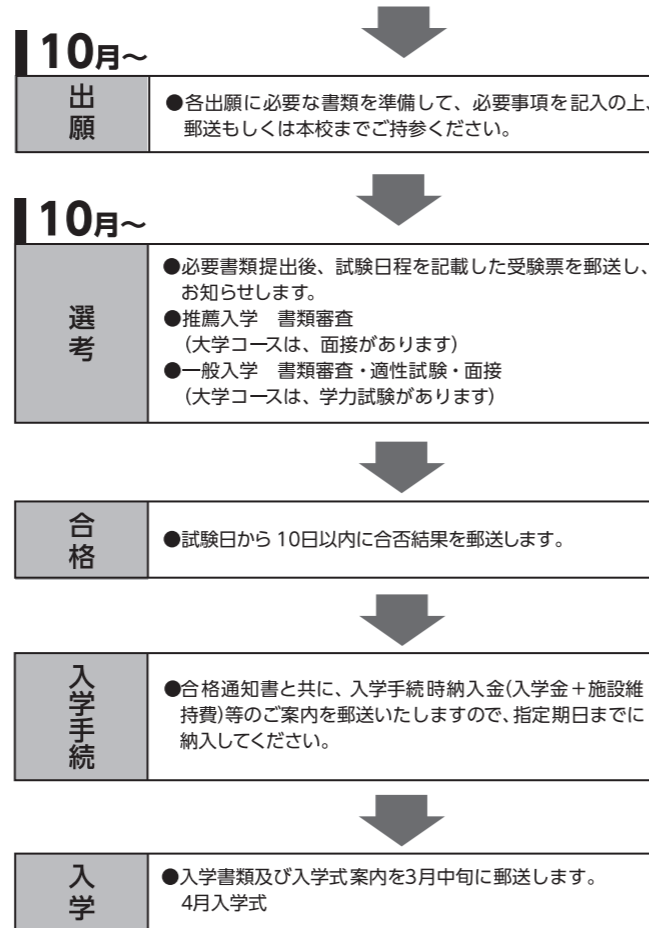 10月～
出願
●各出願に必要な書類を準備して、必要事項を記入の上、
郵送もしくは本校までご持参ください。
10月～
選考
●必要書類提出後、試験日程を記載した受験票を郵送し、
お知らせします。
●推薦入学　書類審査
（大学コースは、面接があります）
●一般入学　書類審査・適性試験・面接
（大学コースは、学力試験があります）
合格
●試験日から10日以内に合否結果を郵送します。
入学手続
●合格通知書と共に、入学手続時納入金(入学金＋施設維
持費)等のご案内を郵送いたしますので、指定期日までに
納入してください。
入学
●入学書類及び入学式案内を3月中旬に郵送します。
4月入学式